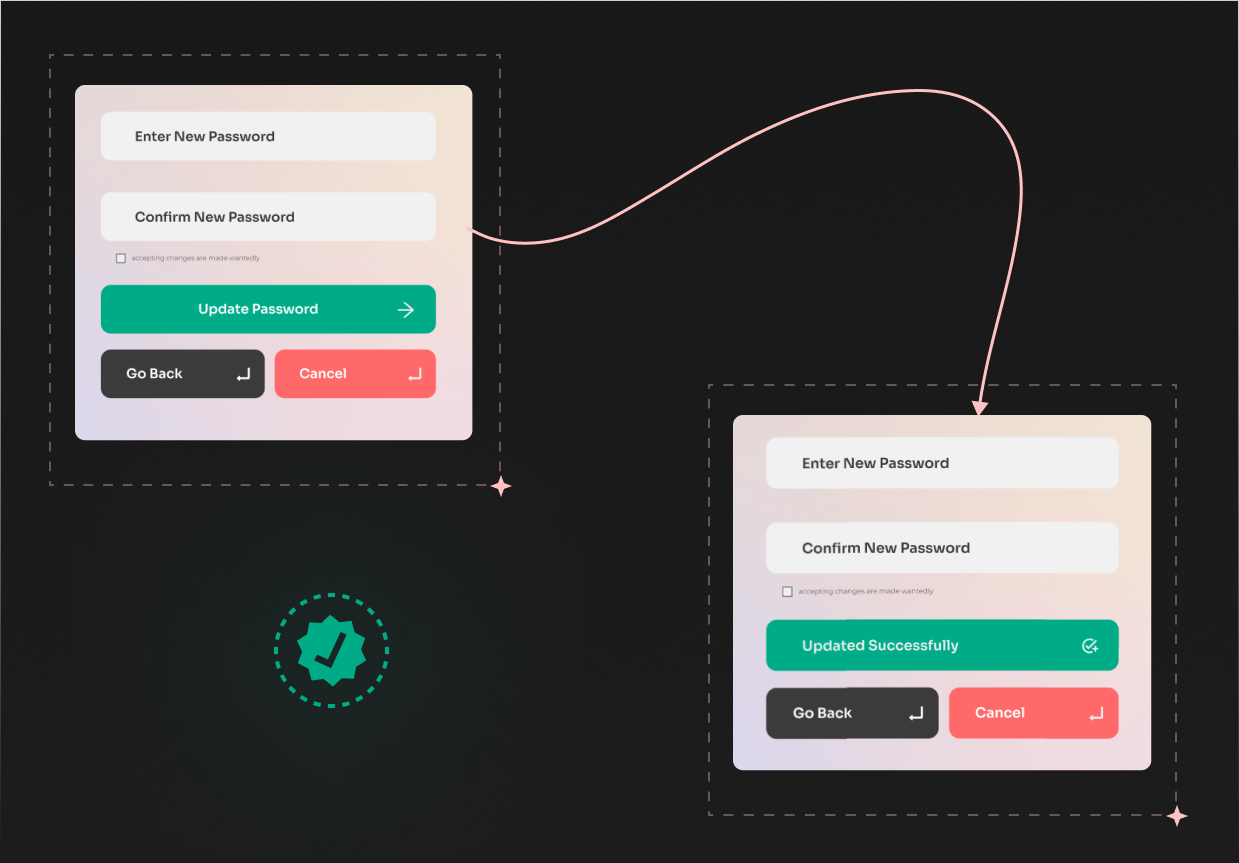 Enter New Password
Confirm New Password
accepting changes are made wantedly
Update Password
Go Back
Cancel
Enter New Password
Confirm New Password
accepting changes are made wantedly
Updated Successfully
Go Back
Cancel